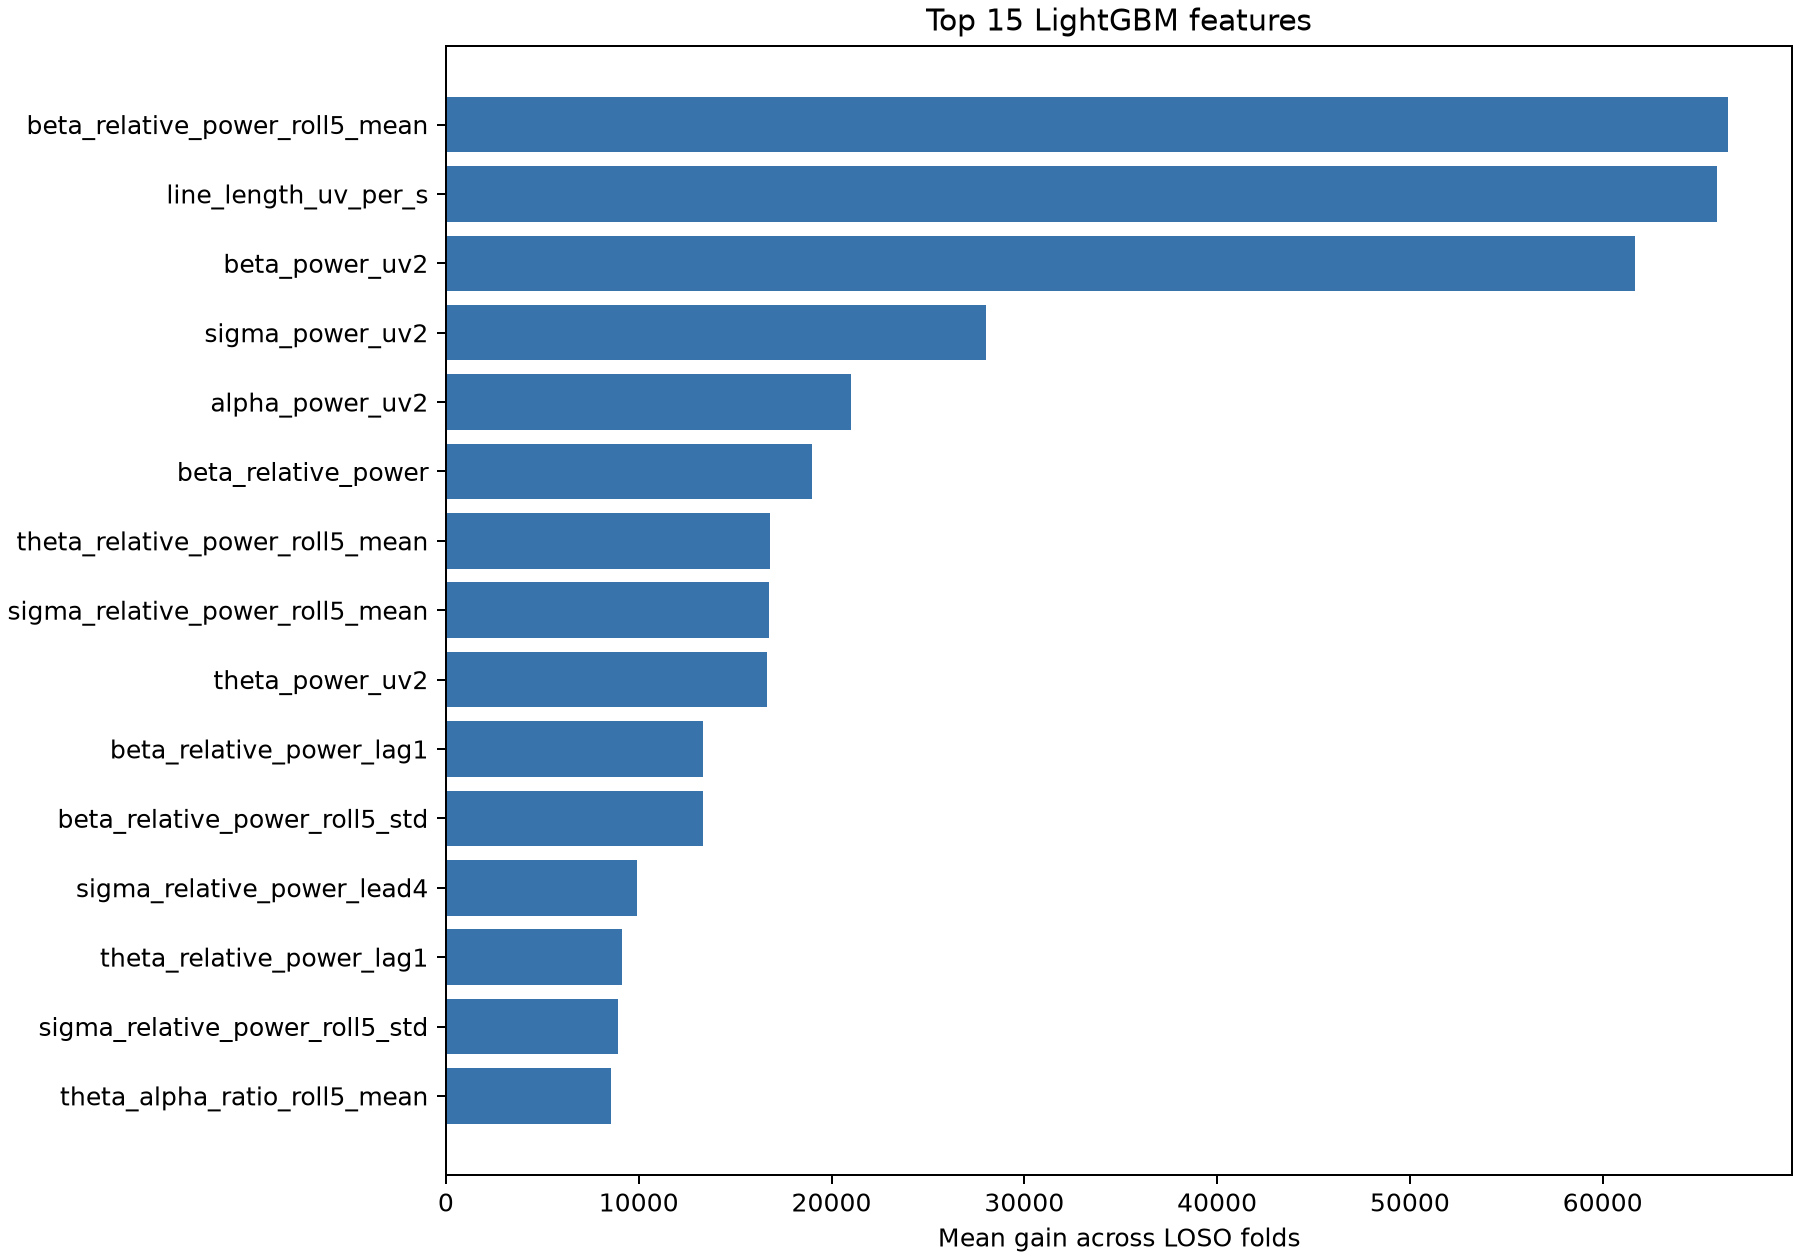 Top 15 LightGBM features
beta_relative_power_roll5_mean
line_length_uv_per_s
beta_power_uv2
sigma_power_uv2
alpha_power_uv2
beta_relative_power
theta_relative_power_roll5_mean
sigma_relative_power_roll5_mean
theta_power_uv2
beta_relative_power_lag1
beta_relative_power_roll5_std
sigma_relative_power_lead4
theta_relative_power_lag1
sigma_relative_power_roll5_std
theta_alpha_ratio_roll5_mean
0 10000 20000 30000 40000 50000 60000
Mean gain across LOSO folds